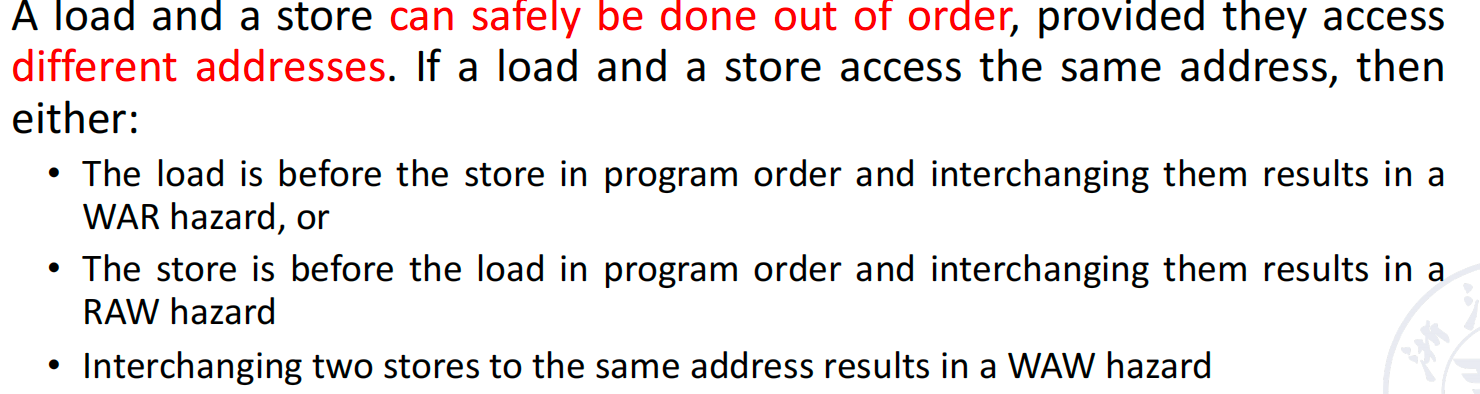 A load and a store can safely be done out of order, provided they access
different addresses. If a load and a store access the same address, then
either:
• The load is before the store in program order and interchanging them results in a
WAR hazard, or
• The store is before the load in program order and interchanging them results in a
RAW hazard
• Interchanging two stores to the same address results in a WAW hazard
浙